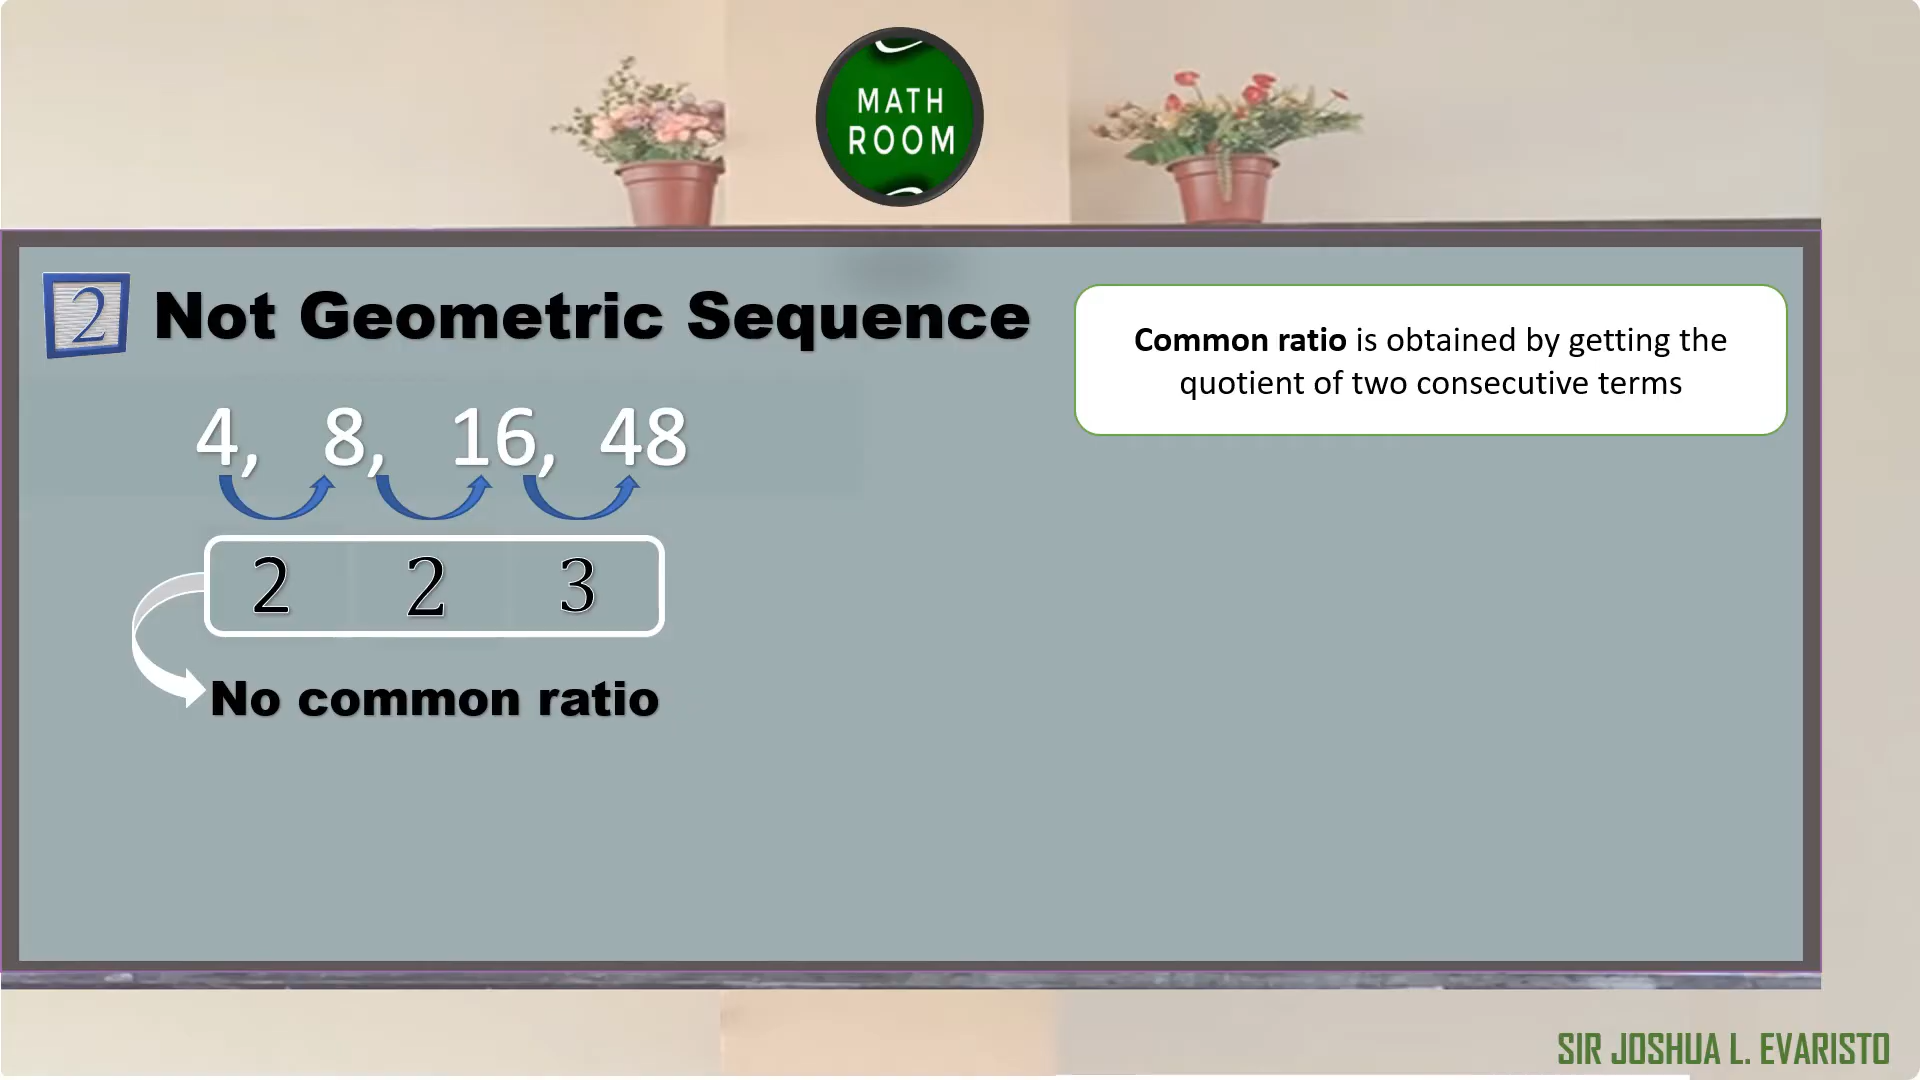 MATH
ROOM
2 Not Geometric Sequence
Common ratio is obtained by getting the
quotient of two consecutive terms
4, 8, 16, 48
2 2 3
No common ratio
SIR JOSHUA L. EVARISTO